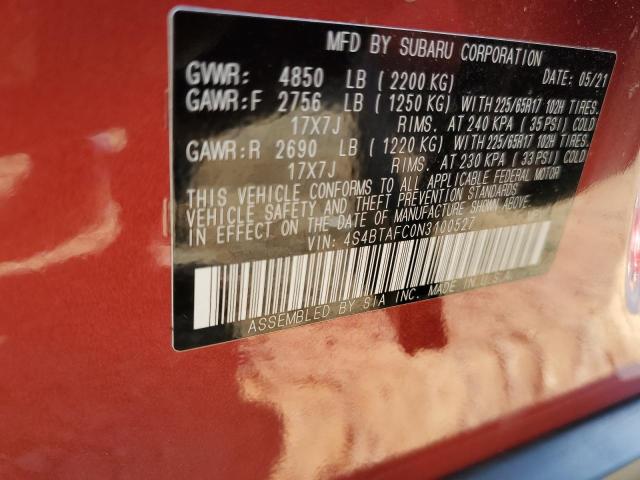 MFD BY SUBARU CORPORATION
GVWR: 4850 LB ( 2200 KG) DATE: 05/21
GAWR:F 2756 LB ( 1250 KG) WITH 225/65R17 102H TIRES.
17X7J RIMS. AT 240 KPA ( 35 PSI) COLD
GAWR:R 2690 LB ( 1220 KG) WITH 225/65R17 102H TIRES.
17X7J RIMS. AT 230 KPA ( 33 PSI) COLD
THIS VEHICLE CONFORMS TO ALL APPLICABLE FEDERAL MOTOR
VEHICLE SAFETY AND THEFT PREVENTION STANDARDS
IN EFFECT ON THE DATE OF MANUFACTURE SHOWN ABOVE.
VIN: 4S4BTAFC0N3100527
ASSEMBLED BY SIA INC. MADE IN U.S.A.